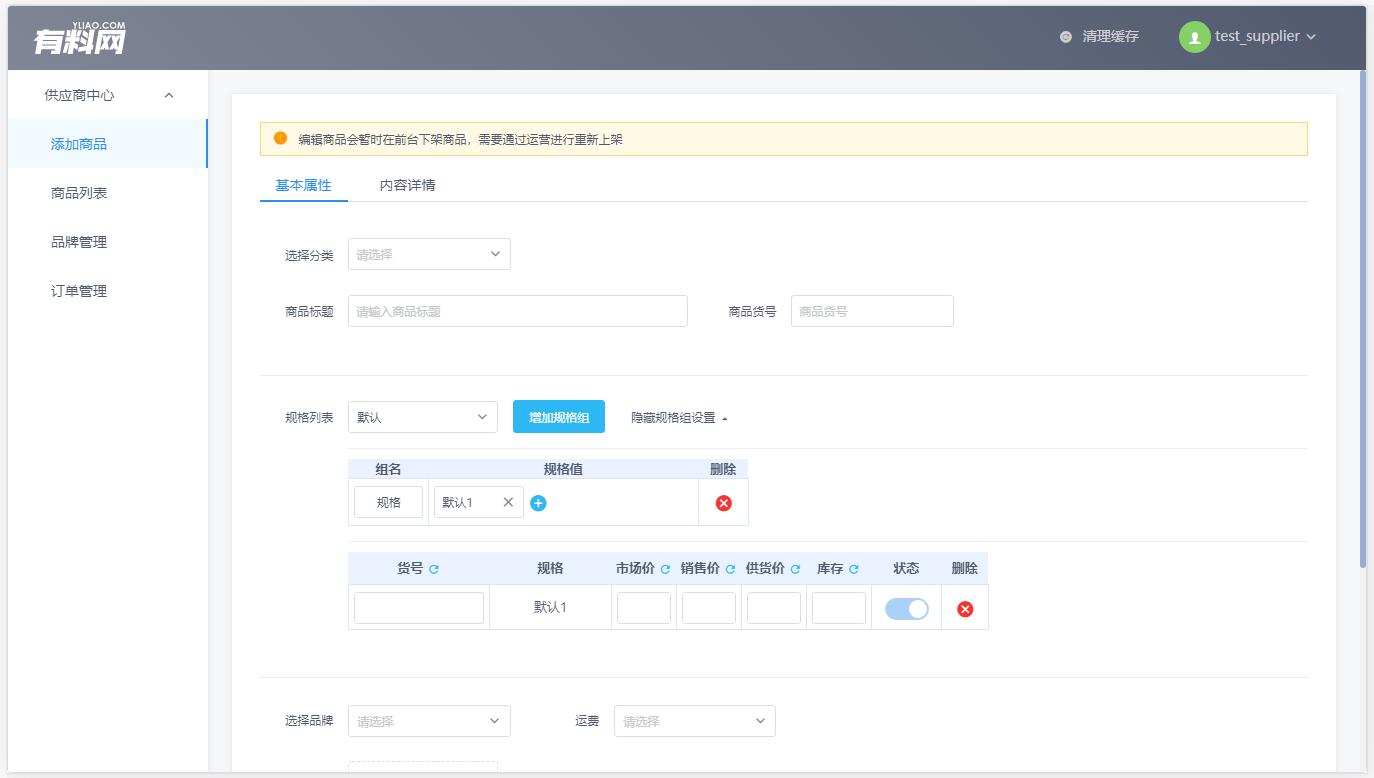 YLIAO.COM
有料网
清理缓存
test_supplier
供应商中心
添加商品
商品列表
品牌管理
订单管理
编辑商品会暂时在前台下架商品，需要通过运营进行重新上架
基本属性 内容详情
选择分类 请选择
商品标题 请输入商品标题 商品货号 商品货号
规格列表 默认 增加规格组 隐藏规格组设置
组名 规格值 删除
规格 默认1
货号 规格 市场价 销售价 供货价 库存 状态 删除
默认1
选择品牌 请选择 运费 请选择